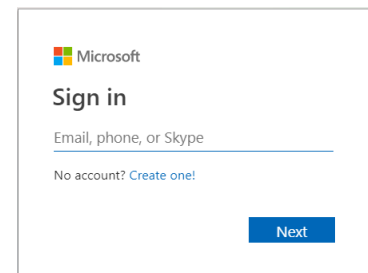 Microsoft
Sign in
Email, phone, or Skype
No account? Create one!
Next